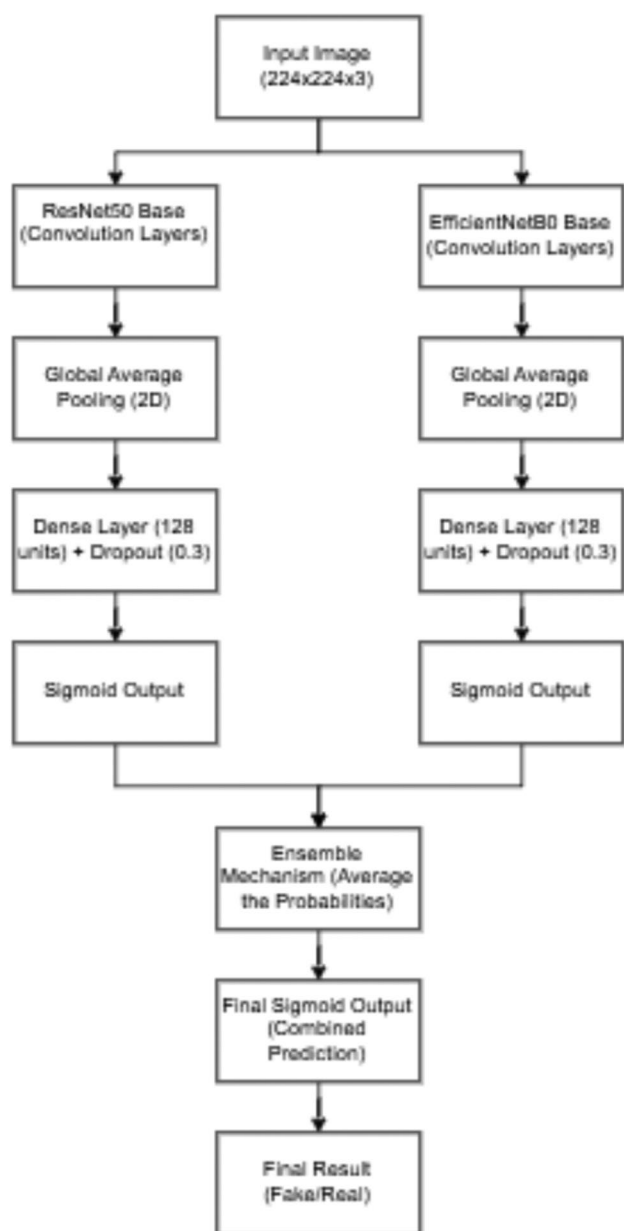 Input Image
(224x224x3)
ResNet50 Base
(Convolution Layers)
EfficientNetB0 Base
(Convolution Layers)
Global Average
Pooling (2D)
Global Average
Pooling (2D)
Dense Layer (128
units) + Dropout (0.3)
Dense Layer (128
units) + Dropout (0.3)
Sigmoid Output
Sigmoid Output
Ensemble
Mechanism (Average
the Probabilities)
Final Sigmoid Output
(Combined
Prediction)
Final Result
(Fake/Real)